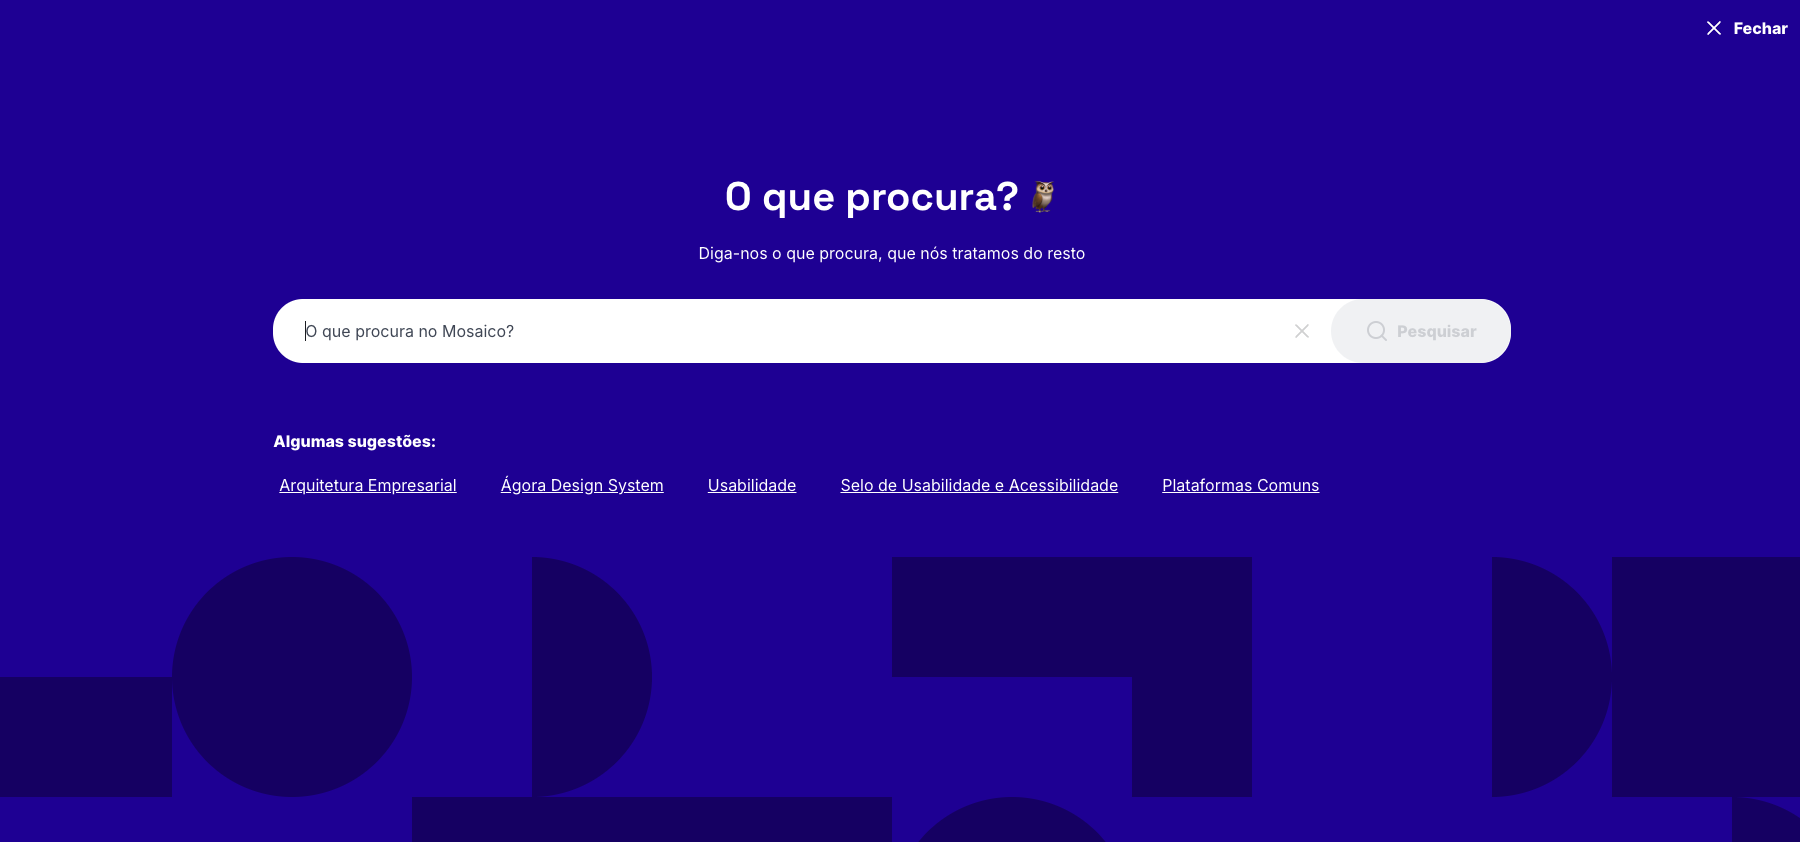 Fechar
O que procura? 🦉
Diga-nos o que procura, que nós tratamos do resto
O que procura no Mosaico?
Pesquisar
Algumas sugestões:
Arquitetura Empresarial
Ágora Design System
Usabilidade
Selo de Usabilidade e Acessibilidade
Plataformas Comuns